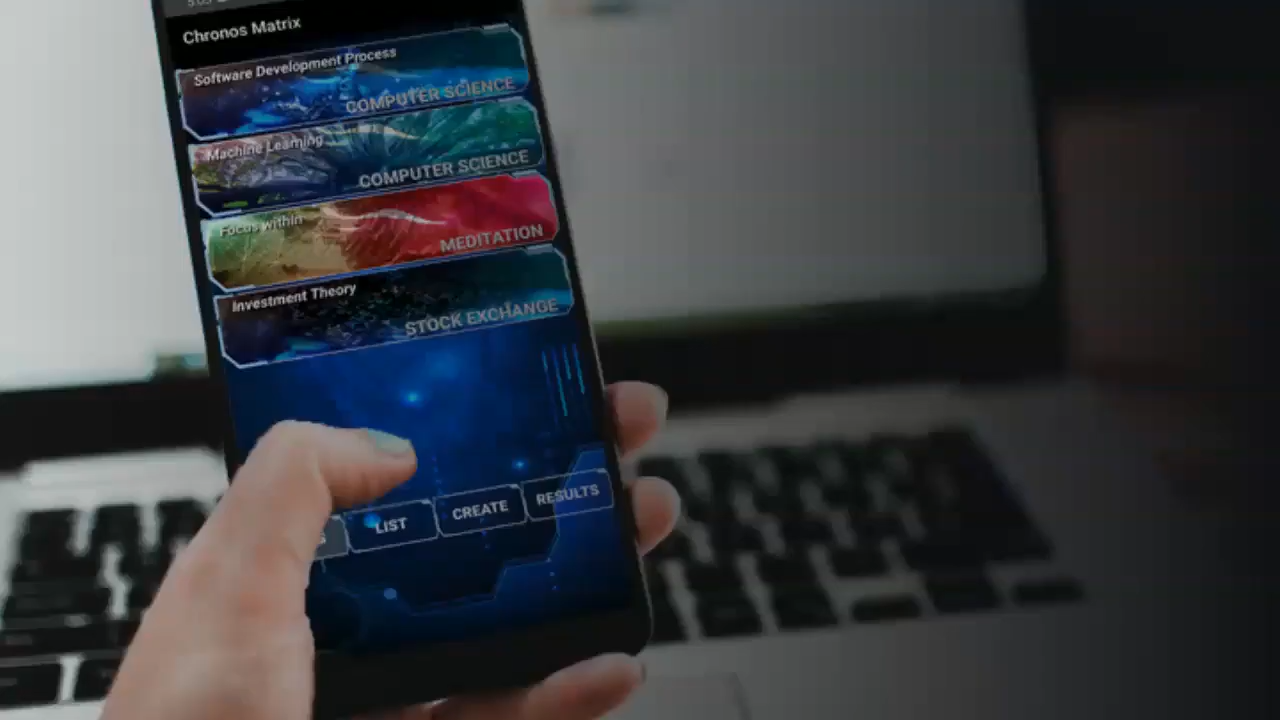 Chronos Matrix
Software Development Process
COMPUTER SCIENCE
Machine Learning
COMPUTER SCIENCE
Focus within
MEDITATION
Investment Theory
STOCK EXCHANGE
LIST
CREATE
RESULTS